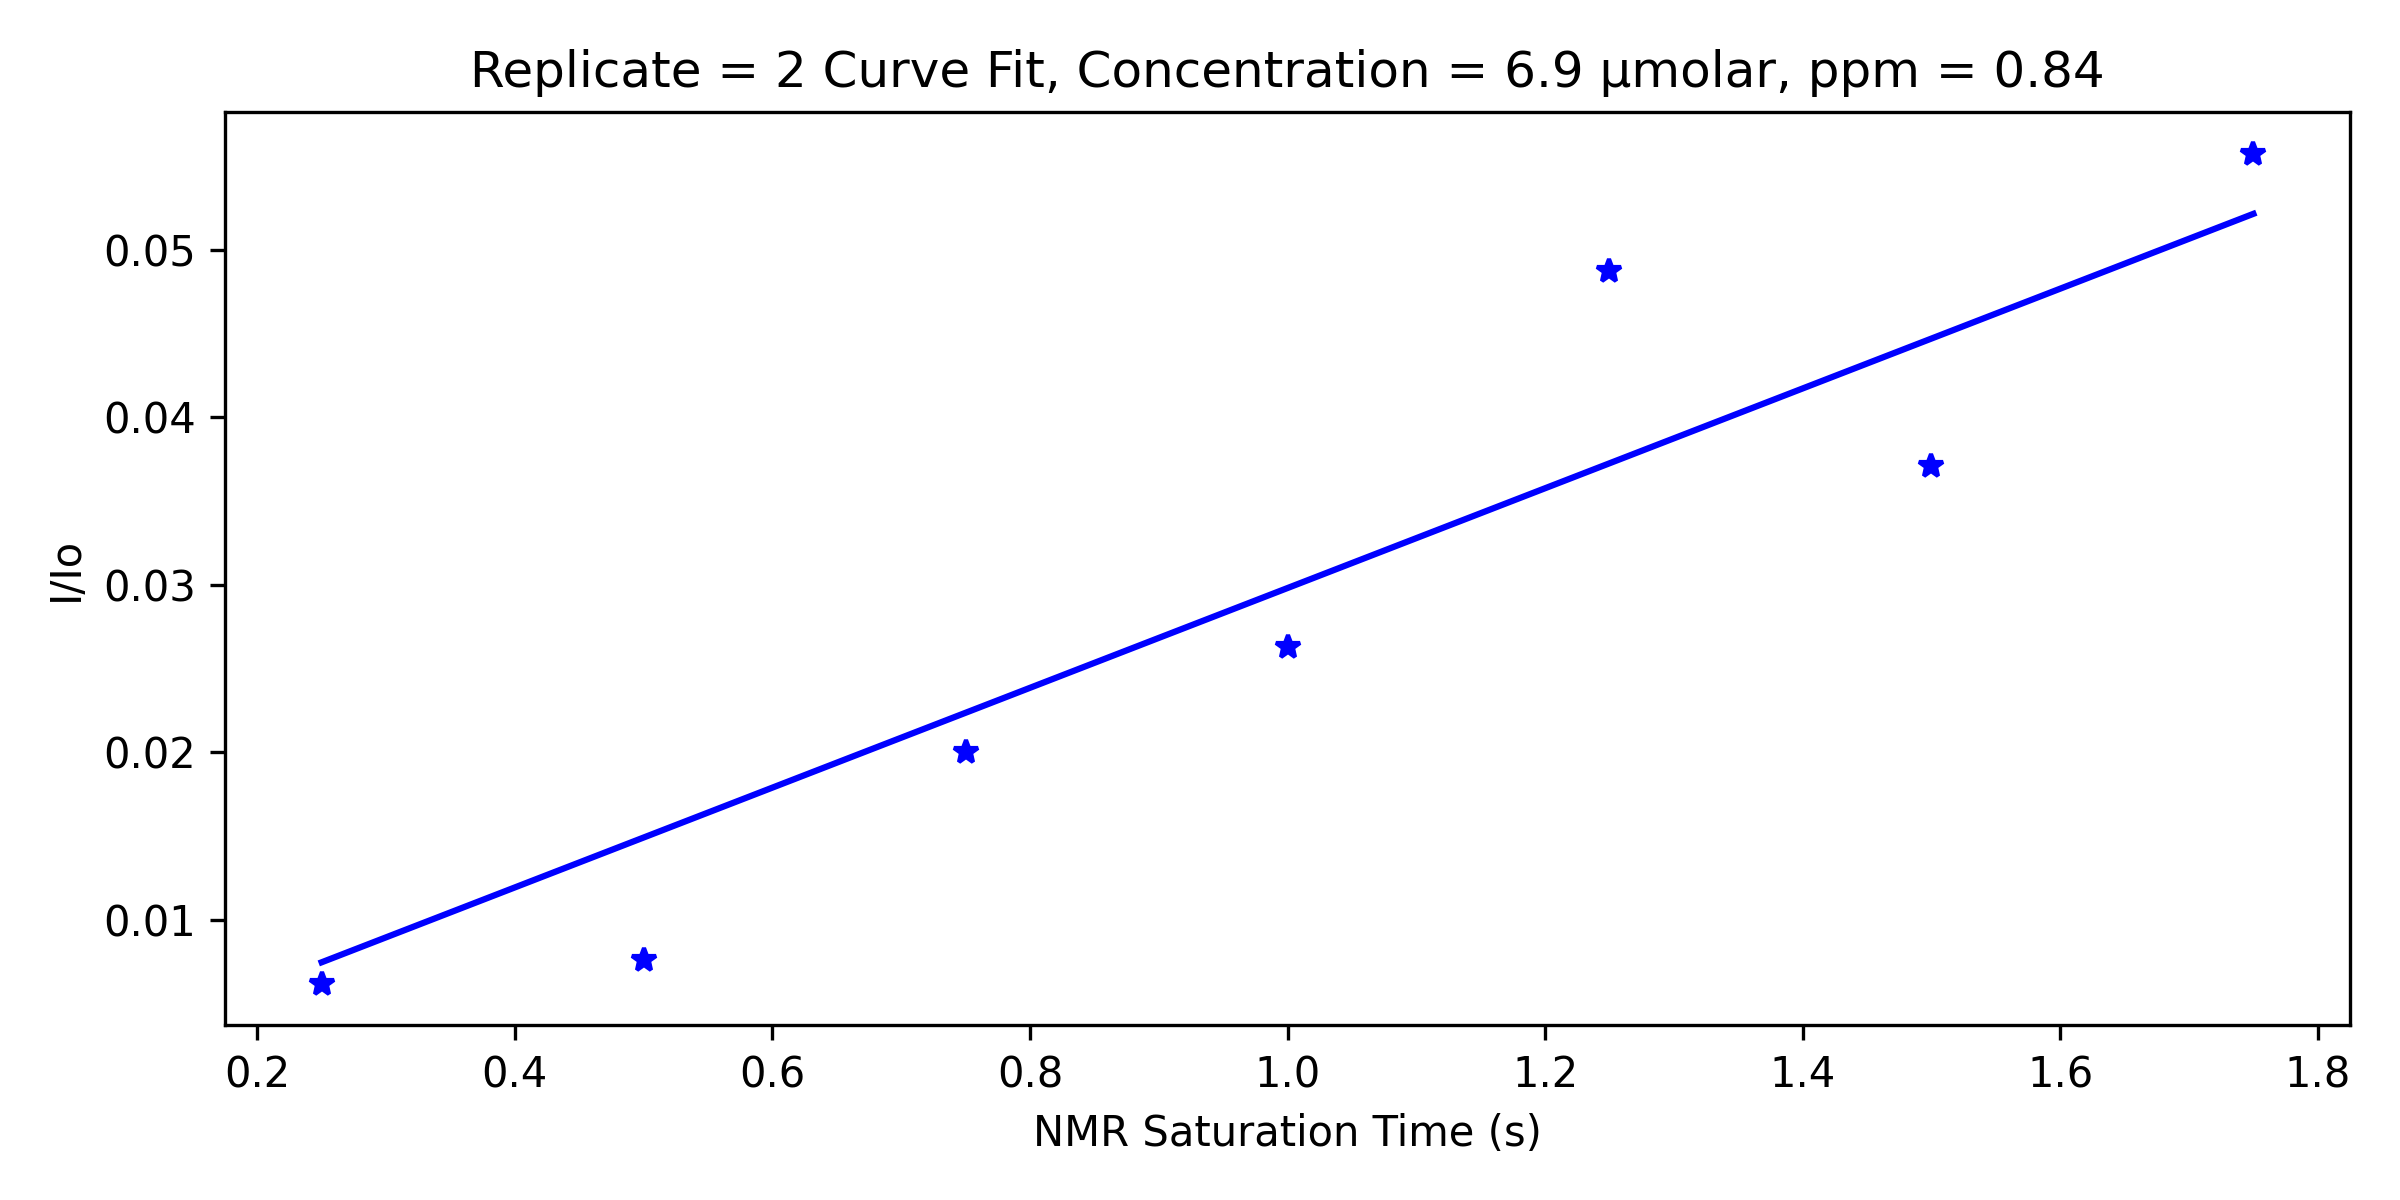 Replicate = 2 Curve Fit, Concentration = 6.9 μmolar, ppm = 0.84
I/Io
0.05
0.04
0.03
0.02
0.01
0.2 0.4 0.6 0.8 1.0 1.2 1.4 1.6 1.8
NMR Saturation Time (s)